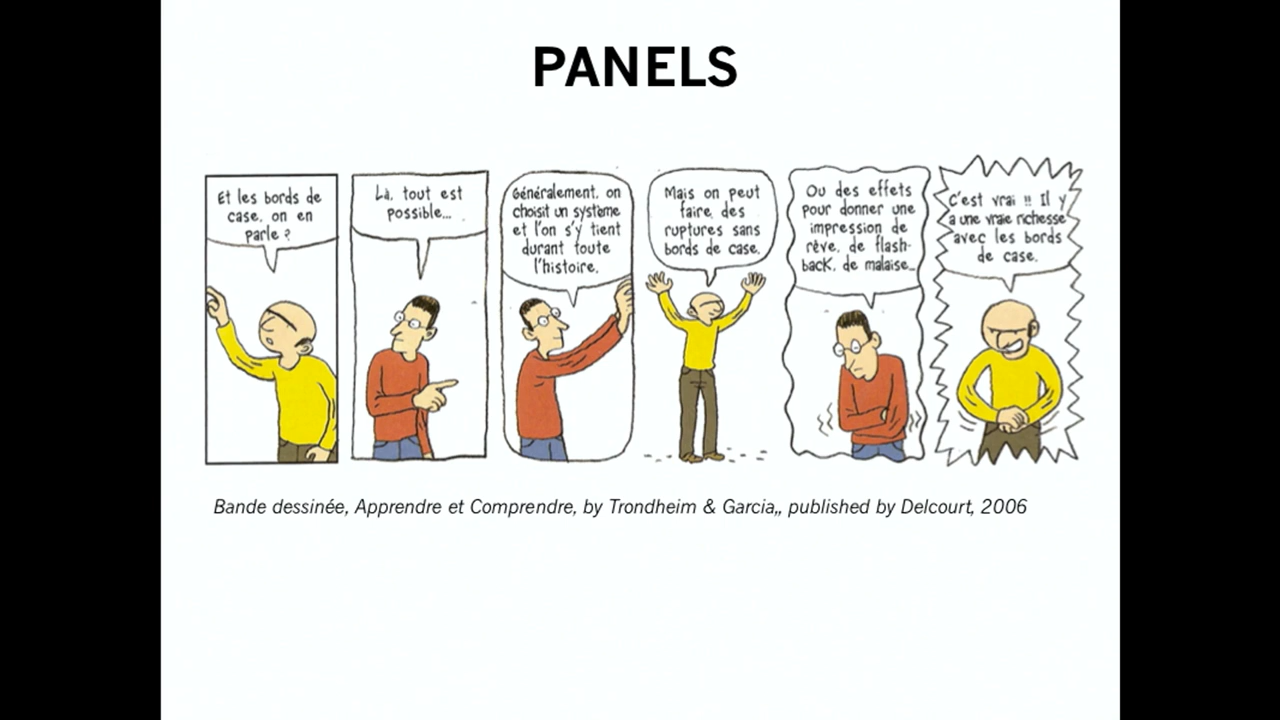 PANELS
Et les bords de
case, on en
parle ?
Là, tout est
possible...
Généralement, on
choisit un système
et l'on s'y tient
durant toute
l'histoire.
Mais on peut
faire des
ruptures sans
bords de case.
Ou des effets
pour donner une
impression de
rêve, de flash-
back, de malaise...
C'est vrai !! Il y
a une vraie richesse
avec les bords
de case.
Bande dessinée, Apprendre et Comprendre, by Trondheim & Garcia,, published by Delcourt, 2006